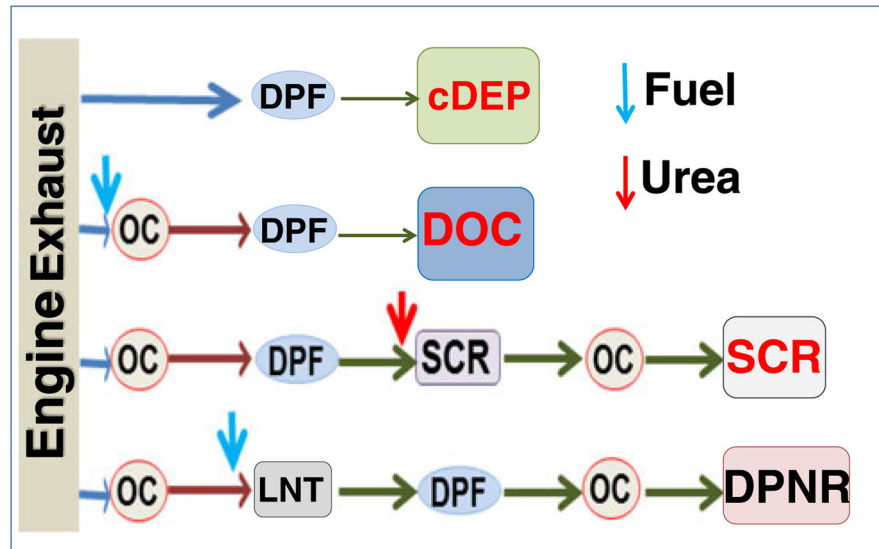 Engine Exhaust
DPF cDEP
Fuel
Urea
OC DPF DOC
OC DPF SCR OC SCR
OC LNT DPF OC DPNR